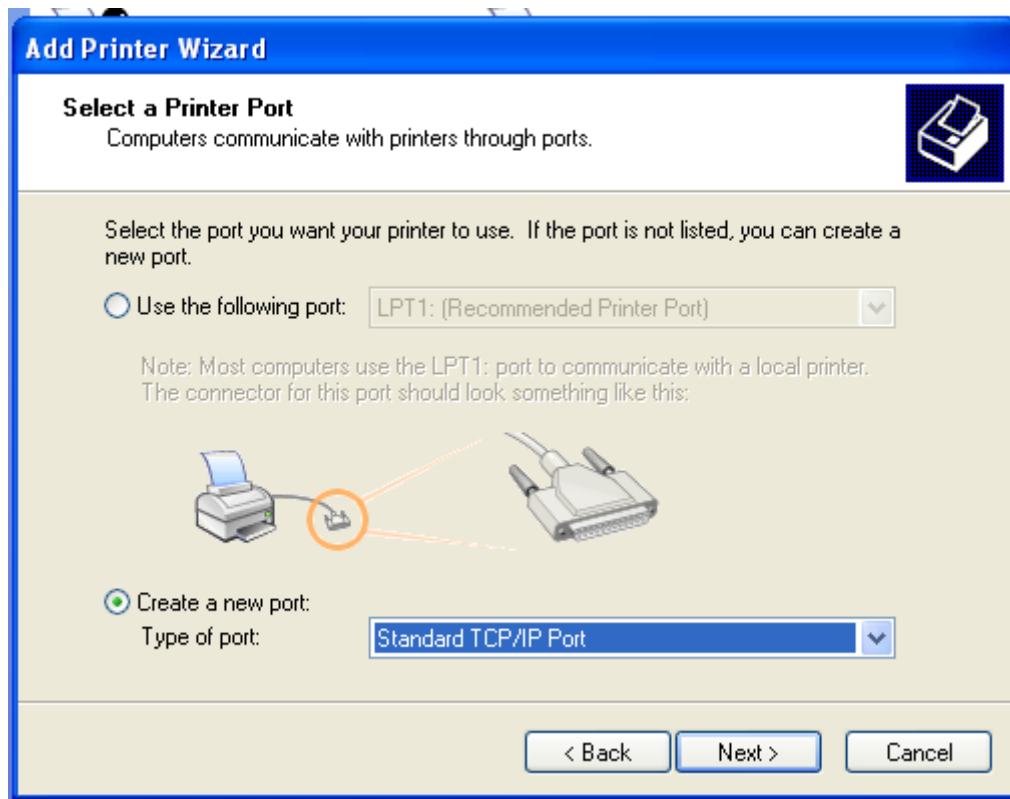 Add Printer Wizard
Select a Printer Port
Computers communicate with printers through ports.
Select the port you want your printer to use. If the port is not listed, you can create a
new port.
Use the following port: LPT1: (Recommended Printer Port)
Note: Most computers use the LPT1: port to communicate with a local printer.
The connector for this port should look something like this:
Create a new port:
Type of port: Standard TCP/IP Port
< Back Next > Cancel